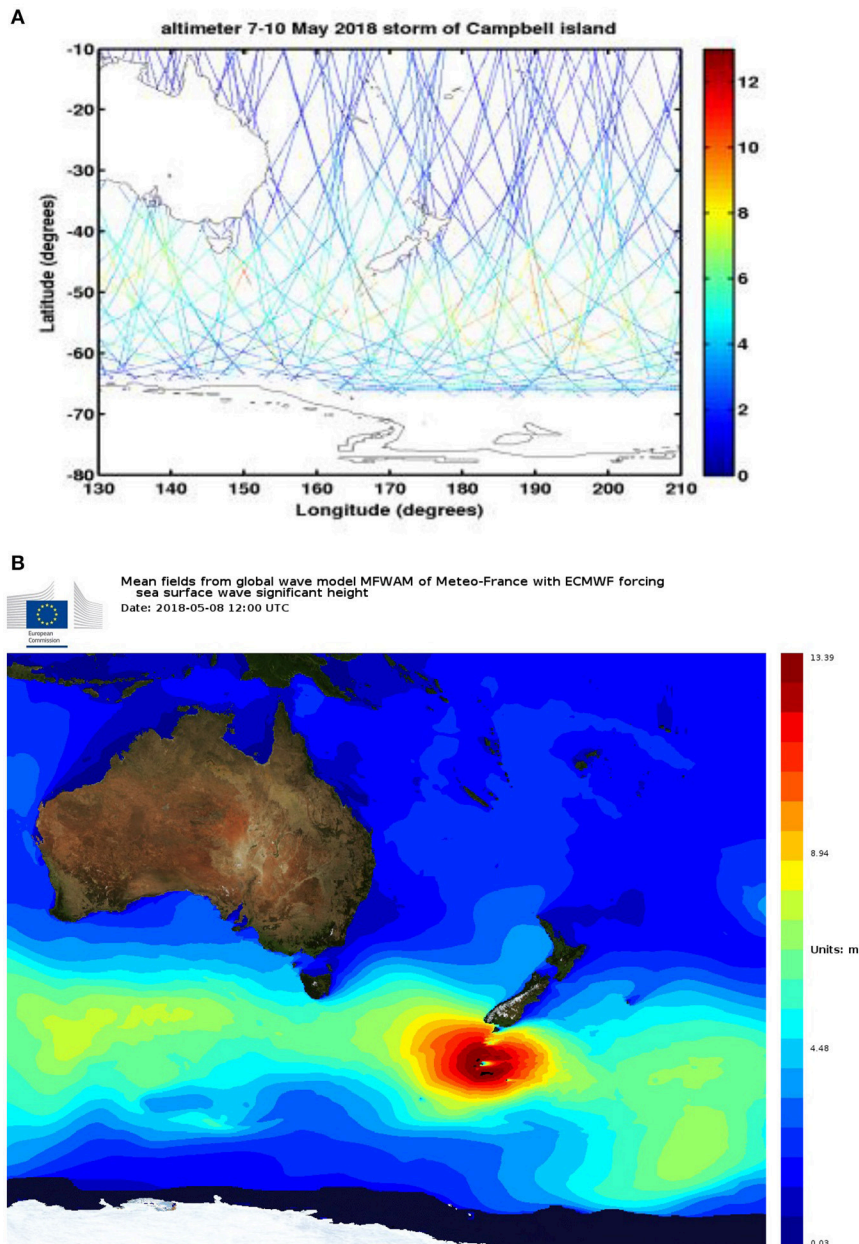 A
altimeter 7-10 May 2018 storm of Campbell island
-10
-20
-30
-40
-50
-60
-70
-80
Latitude (degrees)
130 140 150 160 170 180 190 200 210
Longitude (degrees)
12
10
8
6
4
2
0
B
European
Commission
Mean fields from global wave model MFWAM of Meteo-France with ECMWF forcing
sea surface wave significant height
Date: 2018-05-08 12:00 UTC
13.39
8.94
Units: m
4.48
0.03